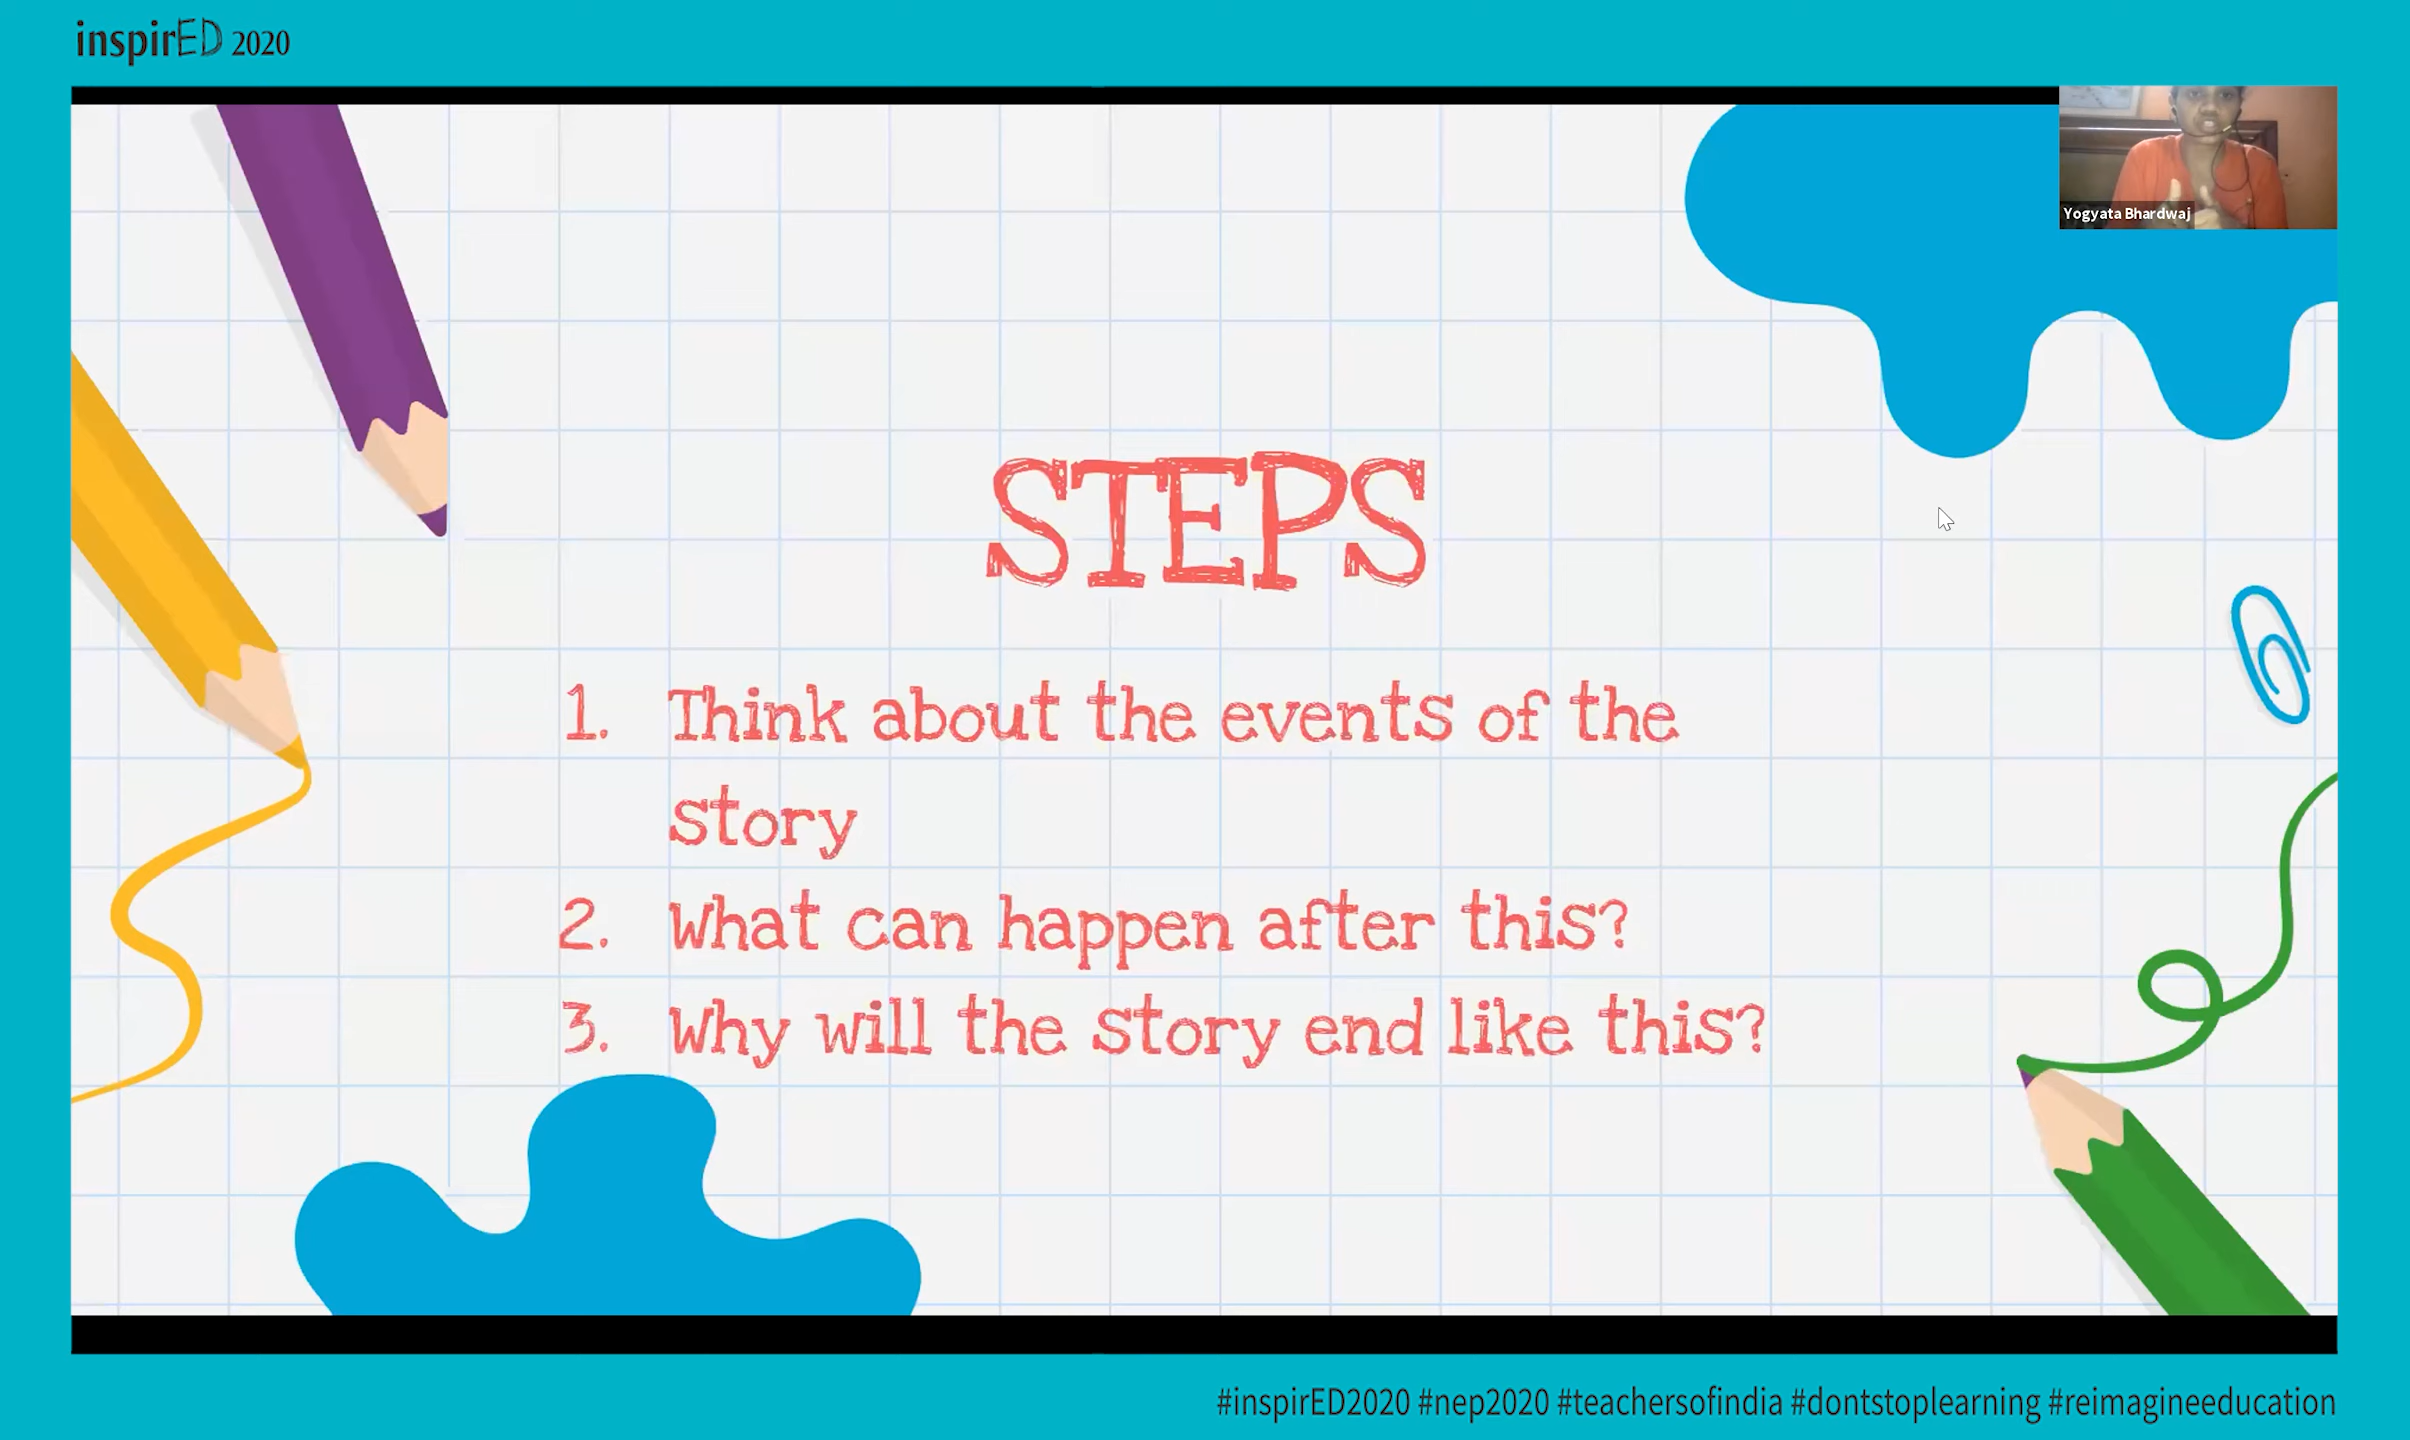 inspirED 2020
Yogyata Bhardwaj
STEPS
1. Think about the events of the
story
2. What can happen after this?
3. Why will the story end like this?
#inspirED2020 #nep2020 #teachersofindia #dontstoplearning #reimagineeducation